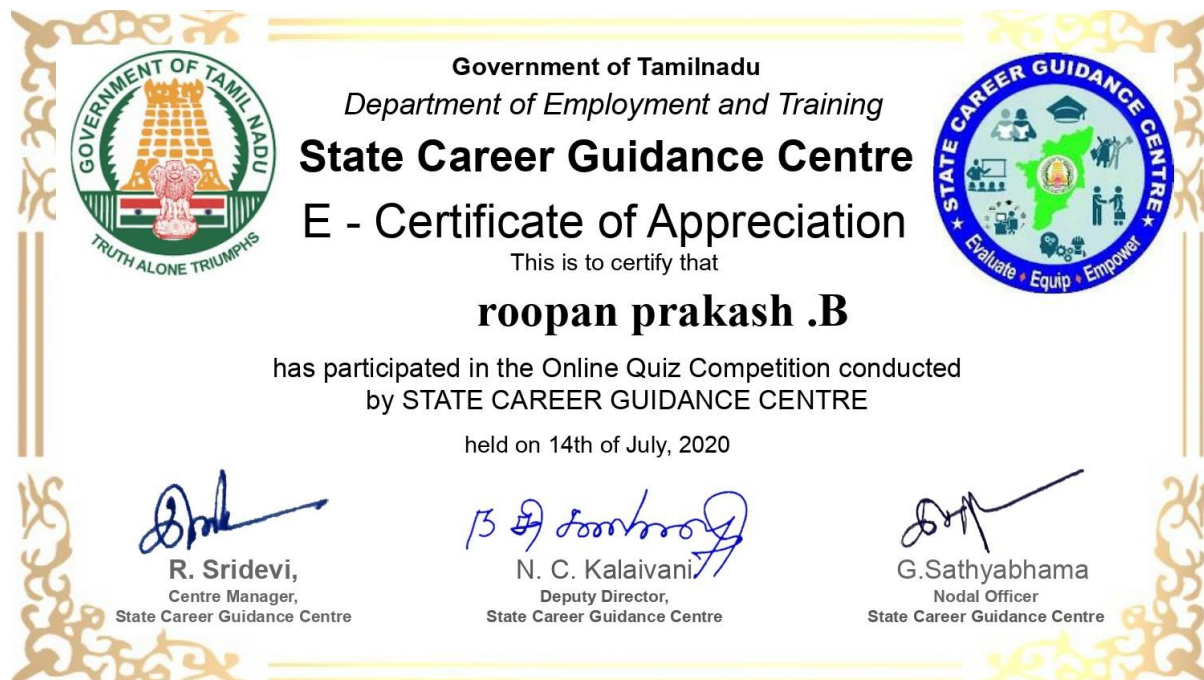 GOVERNMENT OF TAMIL NADU
TRUTH ALONE TRIUMPHS
Government of Tamilnadu
Department of Employment and Training
State Career Guidance Centre
E - Certificate of Appreciation
This is to certify that
roopan prakash .B
has participated in the Online Quiz Competition conducted
by STATE CAREER GUIDANCE CENTRE
held on 14th of July, 2020
STATE CAREER GUIDANCE CENTRE
Evaluate Equip Empower
R. Sridevi,
Centre Manager,
State Career Guidance Centre
N. C. Kalaivani,
Deputy Director,
State Career Guidance Centre
G.Sathyabhama
Nodal Officer
State Career Guidance Centre